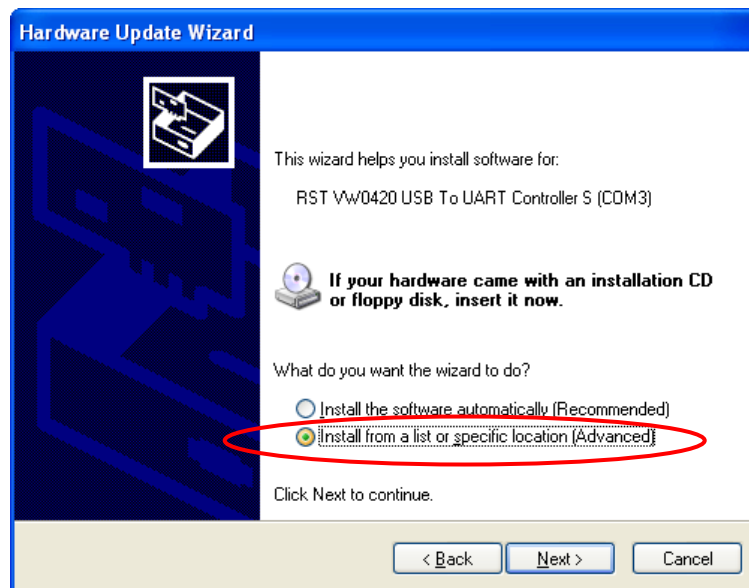 Hardware Update Wizard
This wizard helps you install software for:
RST VW0420 USB To UART Controller S (COM3)
If your hardware came with an installation CD
or floppy disk, insert it now.
What do you want the wizard to do?
Install the software automatically (Recommended)
Install from a list or specific location (Advanced)
Click Next to continue.
< Back
Next >
Cancel